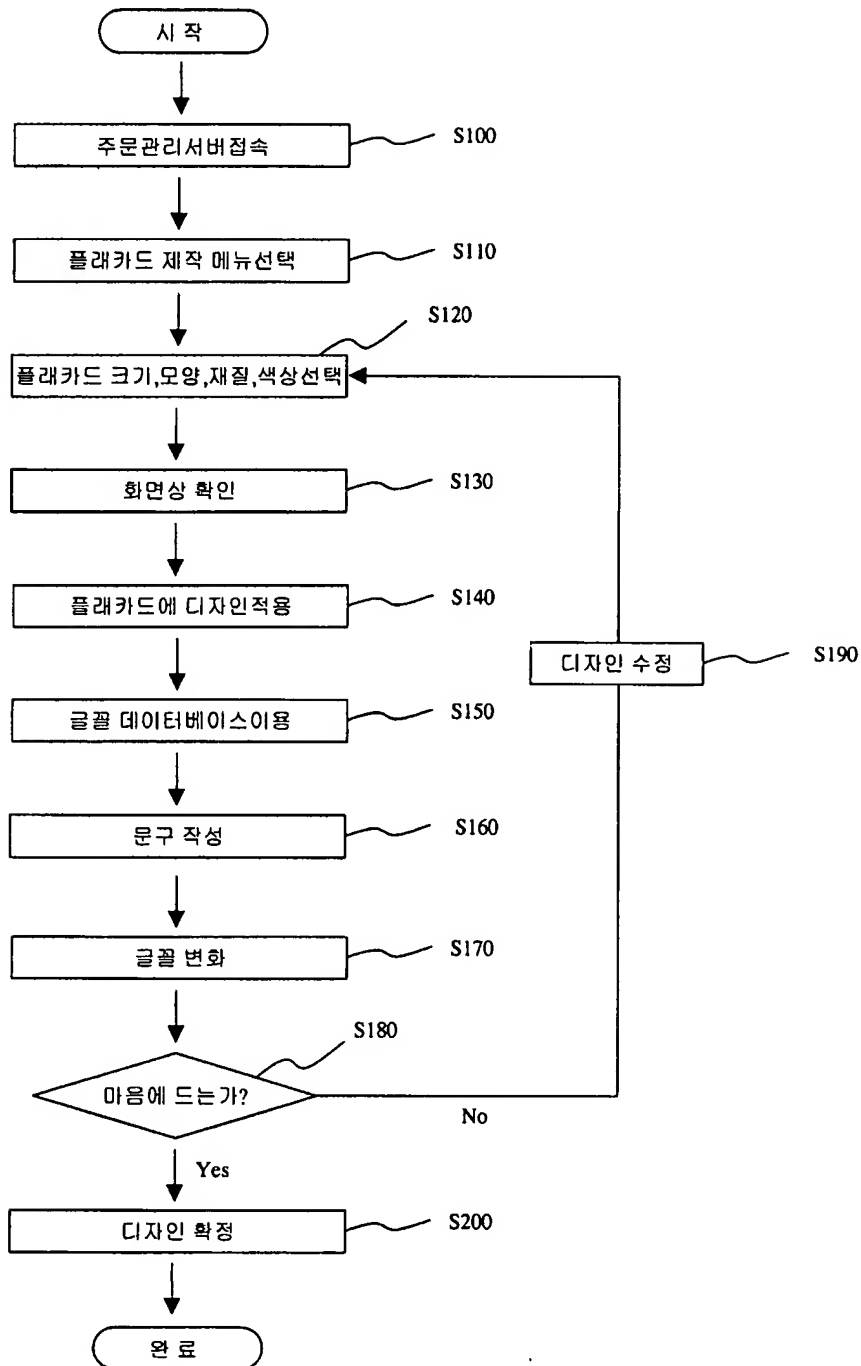 시 작
주문관리서버접속
S100
플래카드 제작 메뉴선택
S110
S120
플래카드 크기,모양,재질,색상선택
화면상 확인
S130
플래카드에 디자인적용
S140
디자인 수정
S190
글꼴 데이터베이스이용
S150
문구 작성
S160
글꼴 변화
S170
S180
마음에 드는가?
No
Yes
디자인 확정
S200
완 료